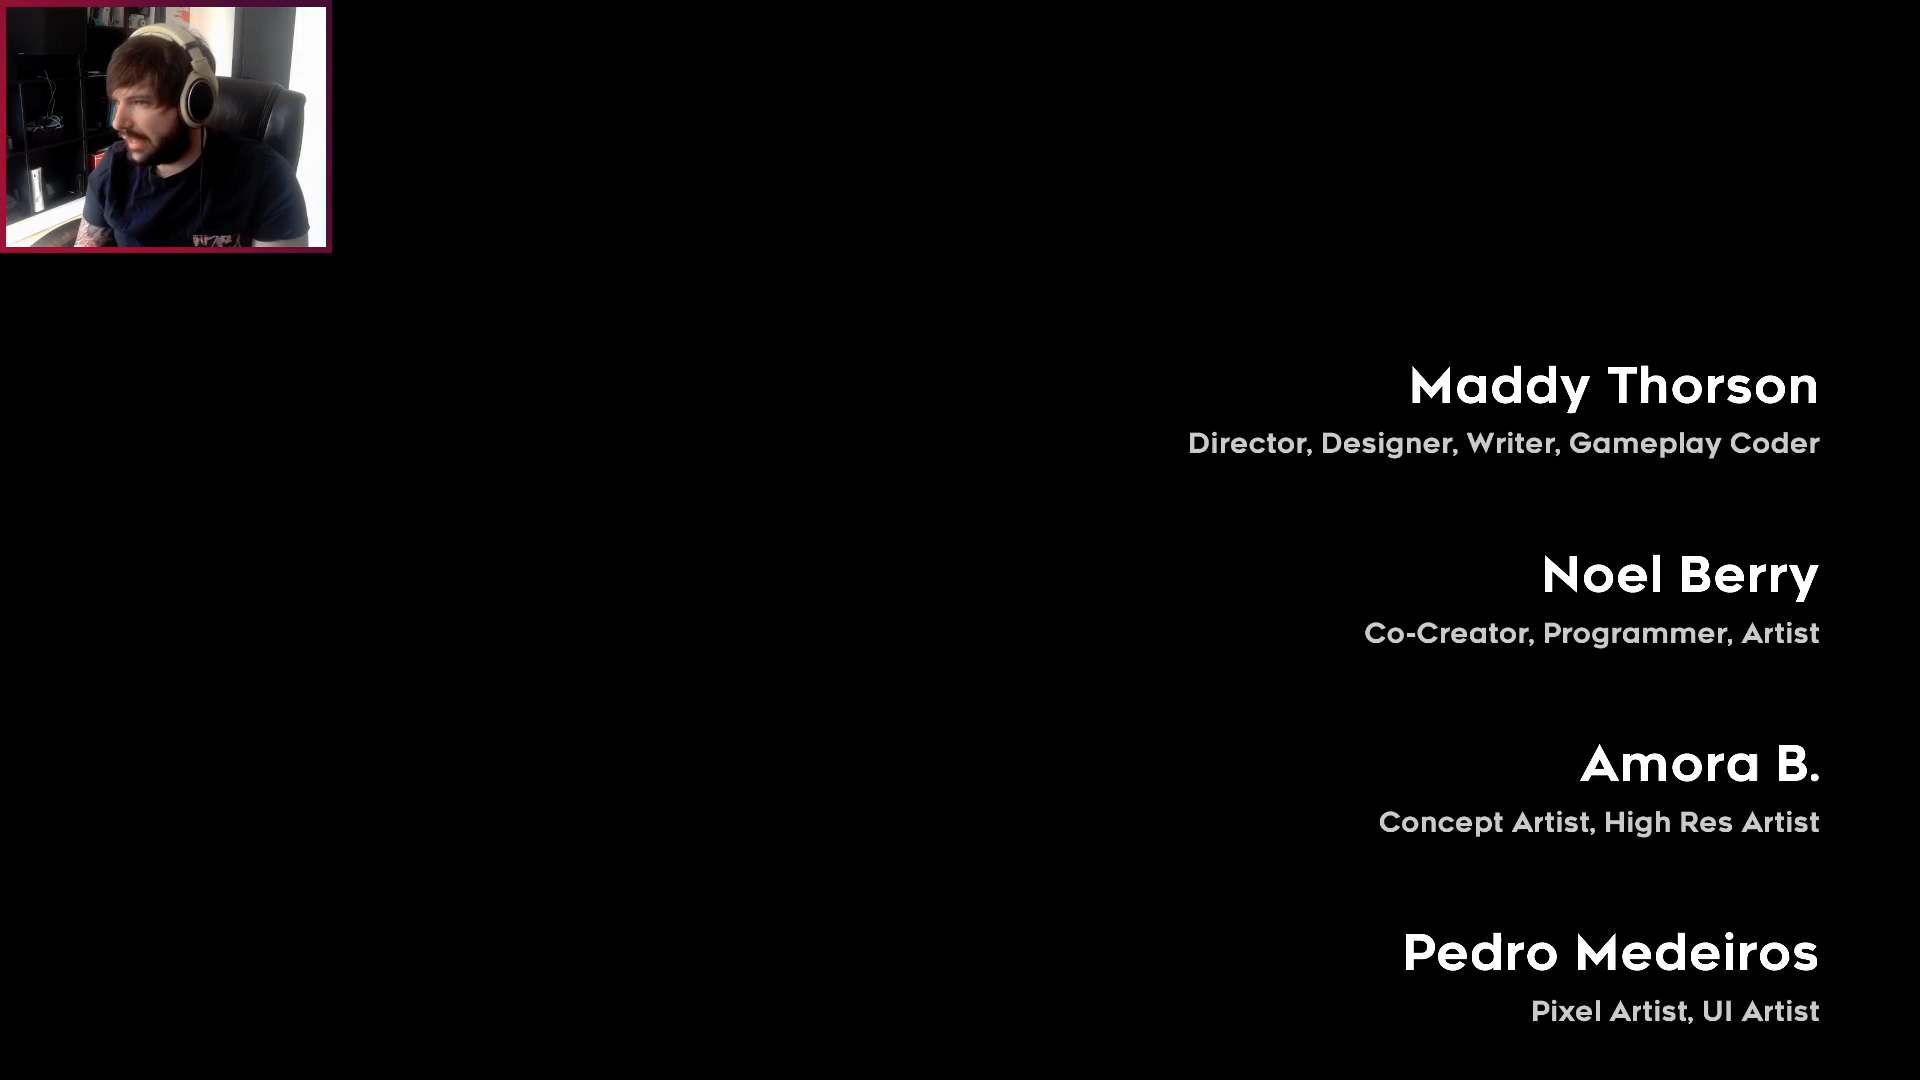 Maddy Thorson
Director, Designer, Writer, Gameplay Coder
Noel Berry
Co-Creator, Programmer, Artist
Amora B.
Concept Artist, High Res Artist
Pedro Medeiros
Pixel Artist, UI Artist